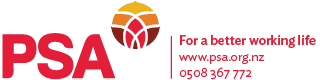 PSA
For a better working life
www.psa.org.nz
0508 367 772